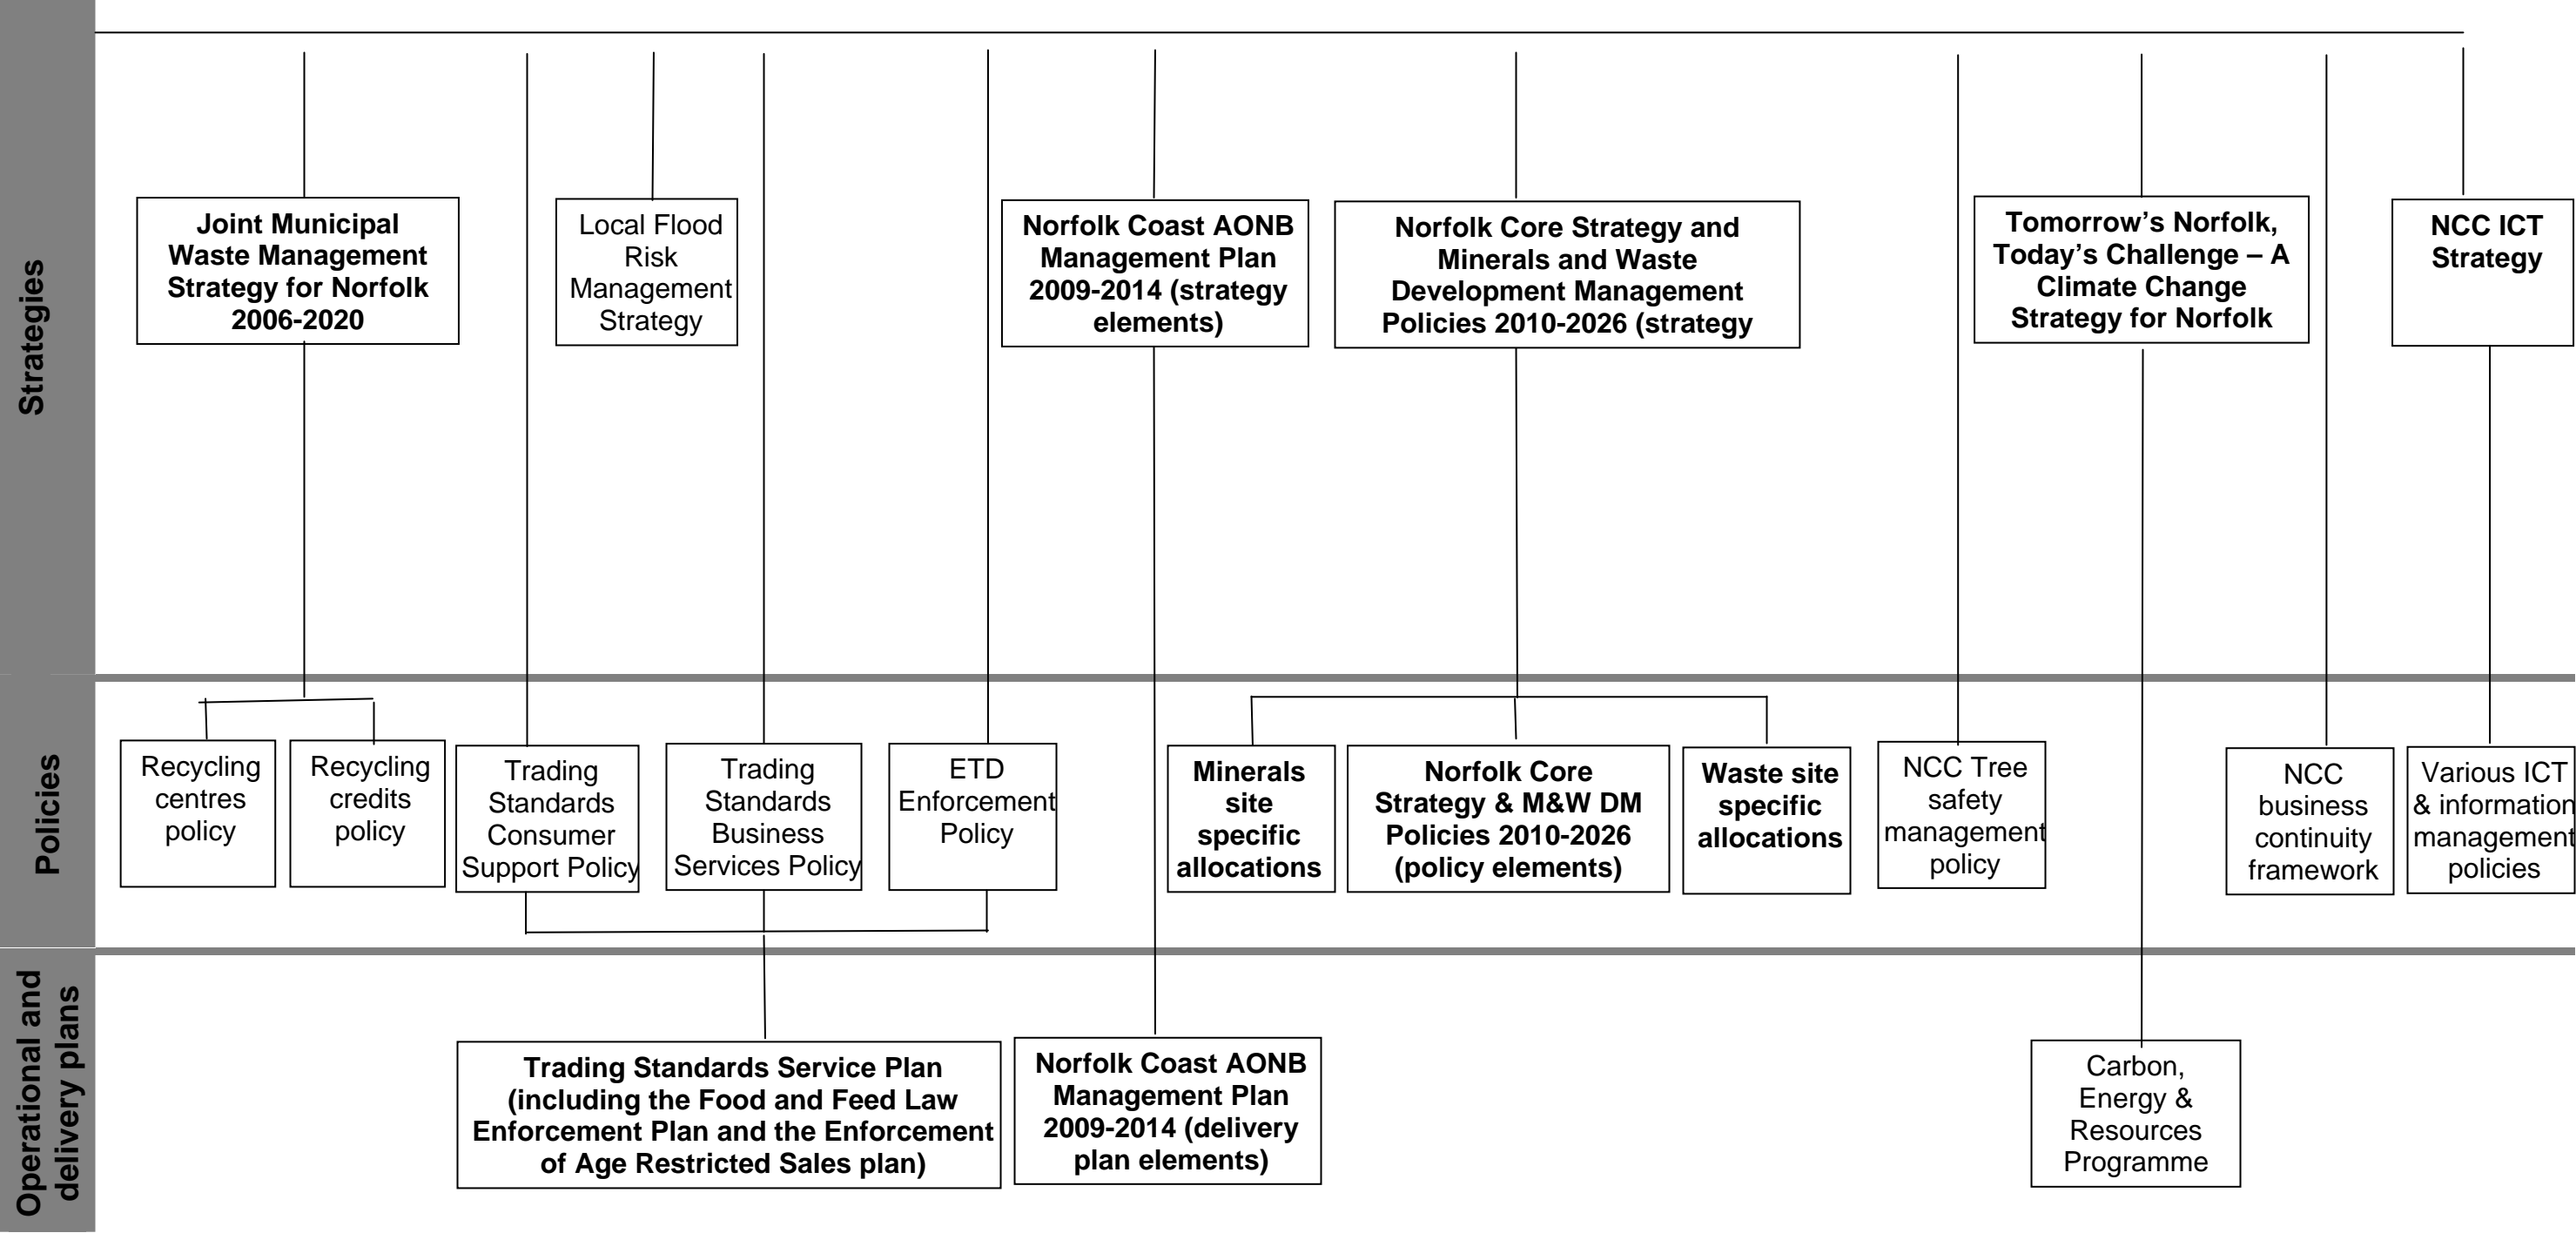 Strategies
Joint Municipal
Waste Management
Strategy for Norfolk
2006-2020
Local Flood
Risk
Management
Strategy
Norfolk Coast AONB
Management Plan
2009-2014 (strategy
elements)
Norfolk Core Strategy and
Minerals and Waste
Development Management
Policies 2010-2026 (strategy
Tomorrow’s Norfolk,
Today’s Challenge – A
Climate Change
Strategy for Norfolk
NCC ICT
Strategy
Policies
Recycling
centres
policy
Recycling
credits
policy
Trading
Standards
Consumer
Support Policy
Trading
Standards
Business
Services Policy
ETD
Enforcement
Policy
Minerals
site
specific
allocations
Norfolk Core
Strategy & M&W DM
Policies 2010-2026
(policy elements)
Waste site
specific
allocations
NCC Tree
safety
management
policy
NCC
business
continuity
framework
Various ICT
& information
management
policies
Operational and
delivery plans
Trading Standards Service Plan
(including the Food and Feed Law
Enforcement Plan and the Enforcement
of Age Restricted Sales plan)
Norfolk Coast AONB
Management Plan
2009-2014 (delivery
plan elements)
Carbon,
Energy &
Resources
Programme